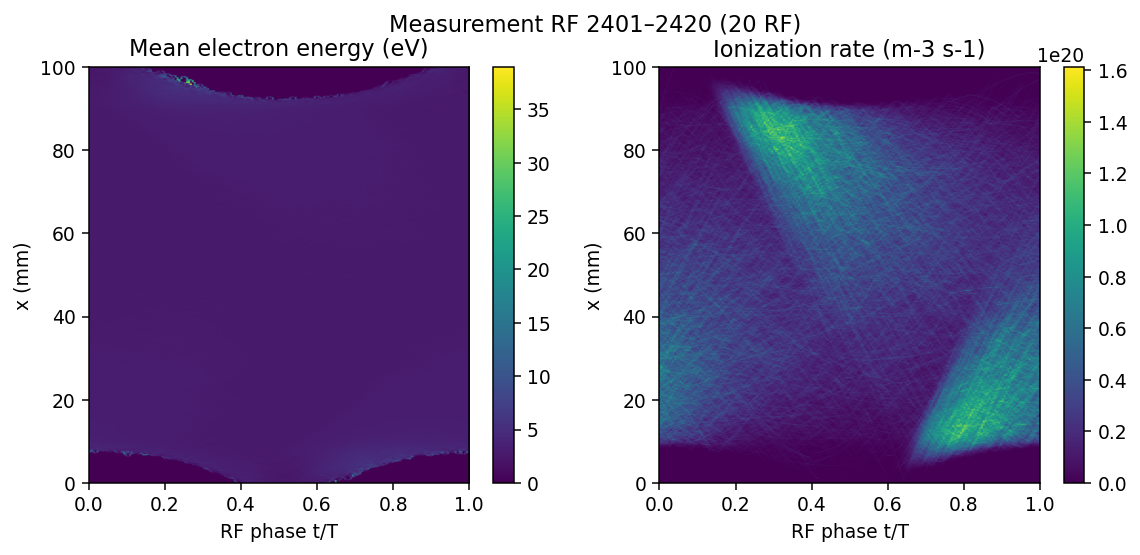 Measurement RF 2401–2420 (20 RF)
Mean electron energy (eV)
Ionization rate (m-3 s-1)
1e20
100
80
60
40
20
0
x (mm)
0.0 0.2 0.4 0.6 0.8 1.0
RF phase t/T
35
30
25
20
15
10
5
0
100
80
60
40
20
0
x (mm)
0.0 0.2 0.4 0.6 0.8 1.0
RF phase t/T
1.6
1.4
1.2
1.0
0.8
0.6
0.4
0.2
0.0